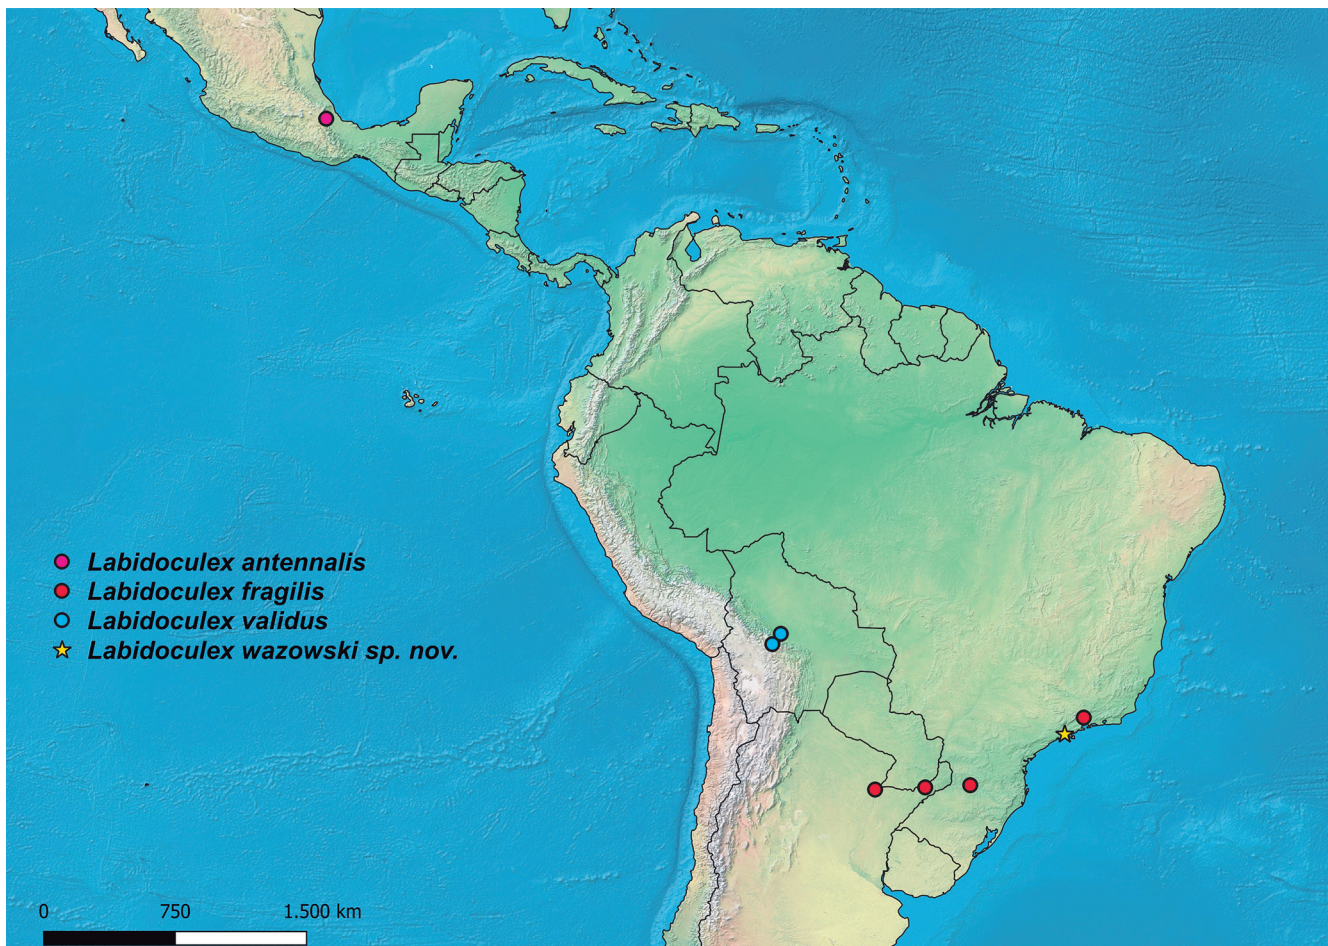 Labidoculex antennalis
Labidoculex fragilis
Labidoculex validus
Labidoculex wazowski sp. nov.
0 750 1.500 km